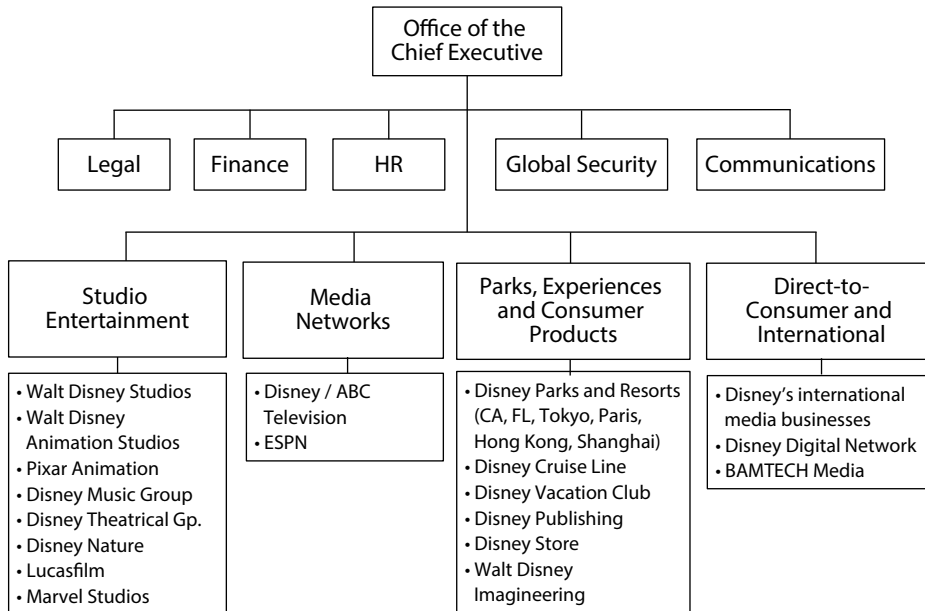 Office of the
Chief Executive
Legal
Finance
HR
Global Security
Communications
Studio
Entertainment
Media
Networks
Parks, Experiences
and Consumer
Products
Direct-to-
Consumer and
International
• Walt Disney Studios
• Walt Disney
Animation Studios
• Pixar Animation
• Disney Music Group
• Disney Theatrical Gp.
• Disney Nature
• Lucasfilm
• Marvel Studios
• Disney / ABC
Television
• ESPN
• Disney Parks and Resorts
(CA, FL, Tokyo, Paris,
Hong Kong, Shanghai)
• Disney Cruise Line
• Disney Vacation Club
• Disney Publishing
• Disney Store
• Walt Disney
Imagineering
• Disney's international
media businesses
• Disney Digital Network
• BAMTECH Media